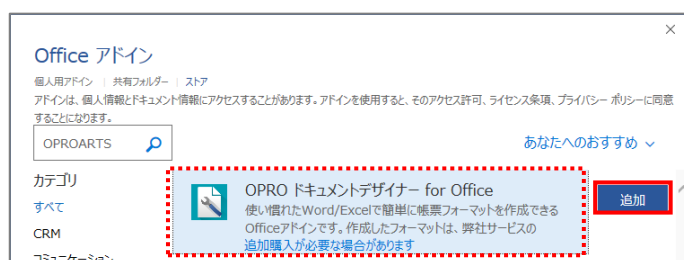 Office アドイン
個人用アドイン | 共有フォルダー | ストア
アドインは、個人情報とドキュメント情報にアクセスすることがあります。アドインを使用すると、そのアクセス許可、ライセンス条項、プライバシー ポリシーに同意
することになります。
OPROARTS
あなたへのおすすめ
カテゴリ
すべて
CRM
コミュニケーション
OPRO ドキュメントデザイナー for Office
使い慣れたWord/Excelで簡単に帳票フォーマットを作成できる
Officeアドインです。作成したフォーマットは、弊社サービスの
追加購入が必要な場合があります
追加